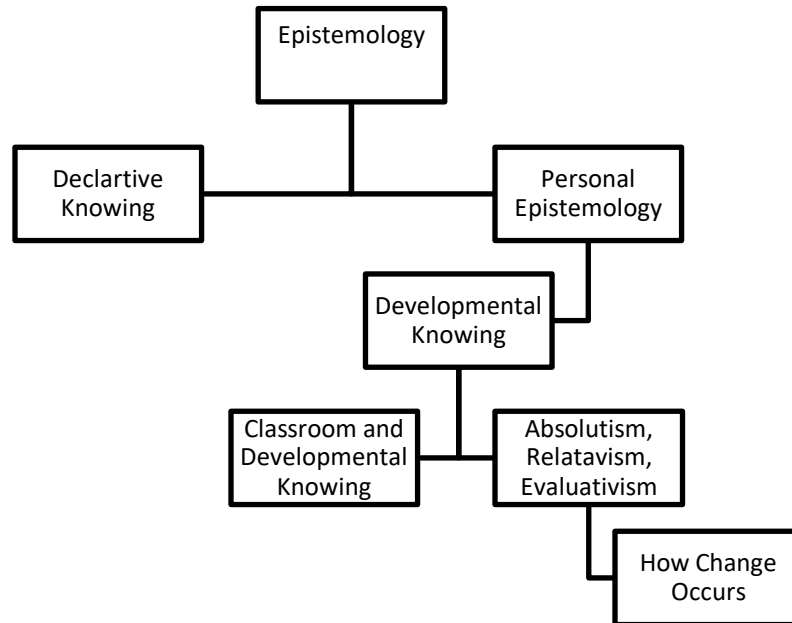 Epistemology
Declartive
Knowing
Personal
Epistemology
Developmental
Knowing
Classroom and
Developmental
Knowing
Absolutism,
Relatavism,
Evaluativism
How Change
Occurs